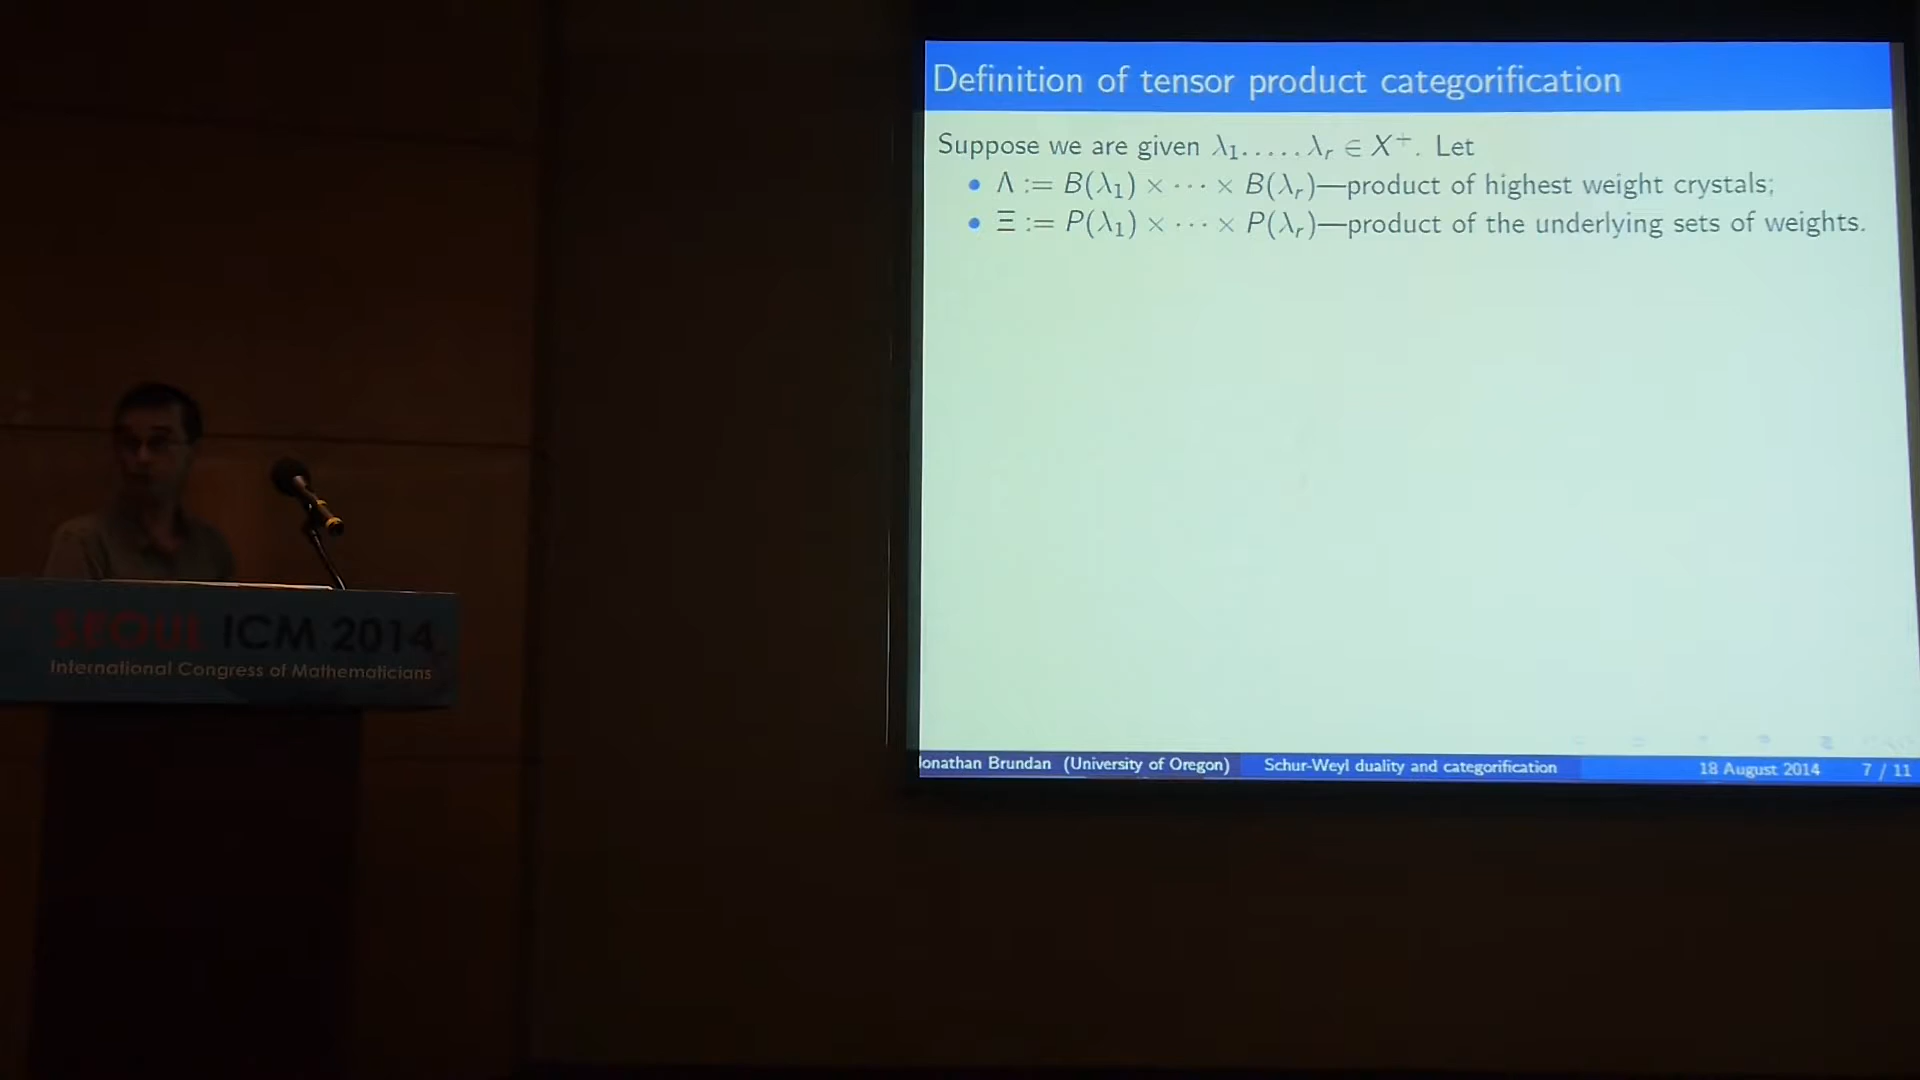 Definition of tensor product categorification
Suppose we are given λ₁.....λᵣ ∈ X⁺. Let
• Λ := B(λ₁) × ··· × B(λᵣ)—product of highest weight crystals;
• Ξ := P(λ₁) × ··· × P(λᵣ)—product of the underlying sets of weights.
SEOUL ICM 2014
International Congress of Mathematicians
Jonathan Brundan (University of Oregon) Schur-Weyl duality and categorification 18 August 2014 7 / 11